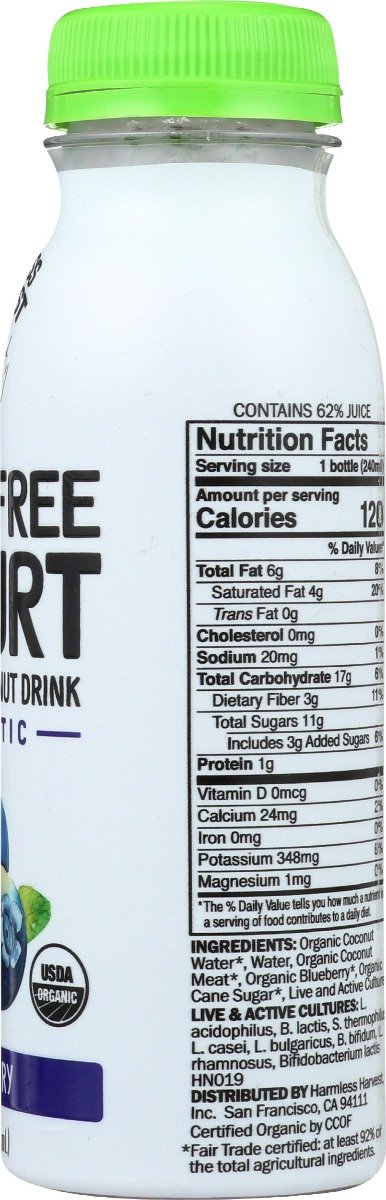 FREE
NUT DRINK
USDA
ORGANIC
CONTAINS 62% JUICE
Nutrition Facts
Serving size 1 bottle (240ml)
Amount per serving
Calories 120
% Daily Value*
Total Fat 6g 8%
Saturated Fat 4g 20%
Trans Fat 0g
Cholesterol 0mg 0%
Sodium 20mg 1%
Total Carbohydrate 17g 6%
Dietary Fiber 3g 11%
Total Sugars 11g
Includes 3g Added Sugars 6%
Protein 1g
Vitamin D 0mcg 0%
Calcium 24mg 2%
Iron 0mg 0%
Potassium 348mg 6%
Magnesium 1mg 0%
*The % Daily Value tells you how much a nutrient in
a serving of food contributes to a daily diet.
INGREDIENTS: Organic Coconut
Water*, Water, Organic Coconut
Meat*, Organic Blueberry*, Organic
Cane Sugar*, Live and Active Cultures
LIVE & ACTIVE CULTURES: L.
acidophilus, B. lactis, S. thermophilus,
L. casei, L. bulgaricus, B. bifidum, L.
rhamnosus, Bifidobacterium lactis
HN019
DISTRIBUTED BY Harmless Harvest,
Inc. San Francisco, CA 94111
Certified Organic by CCOF
*Fair Trade certified: at least 92% of
the total agricultural ingredients.